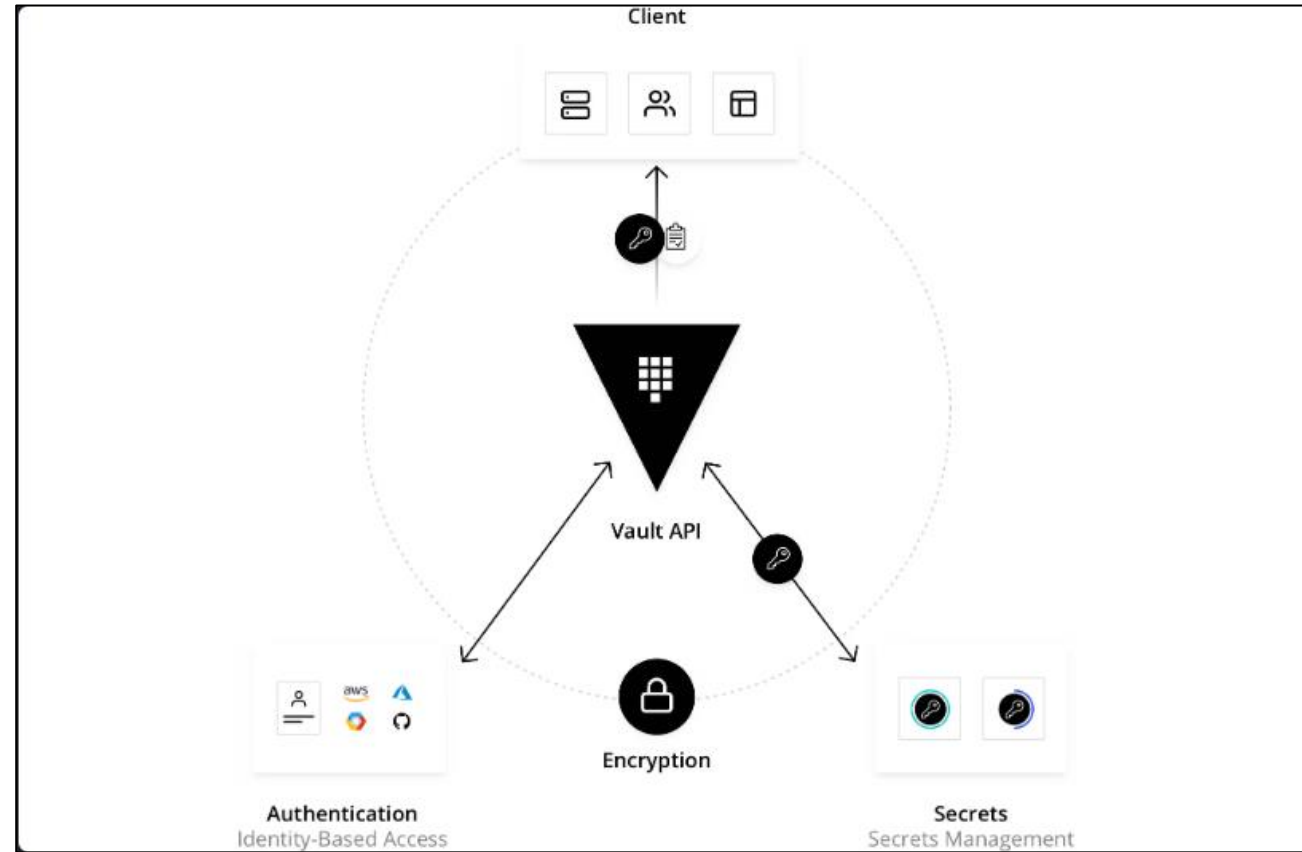 Client
Vault API
aws
Encryption
Authentication
Identity-Based Access
Secrets
Secrets Management